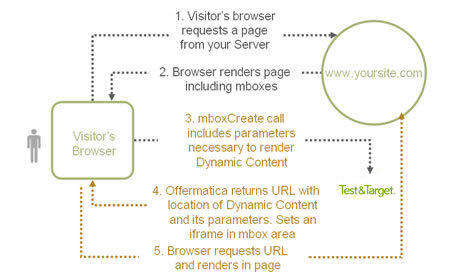 1. Visitor's browser
requests a page
from your Server
www.yoursite.com
2. Browser renders page
including mboxes
Visitor's
Browser
3. mboxCreate call
includes parameters
necessary to render
Dynamic Content
Test&Target.
4. Offermatica returns URL with
location of Dynamic Content
and its parameters. Sets an
iframe in mbox area
5. Browser requests URL
and renders in page